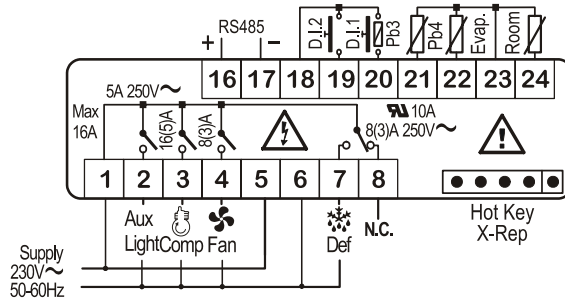 RS485
+ −
D.I.2
D.I.1
Pb3
Pb4
Evap.
Room
16 17 18 19 20 21 22 23 24
5A 250V~
Max
16A
16(5)A
8(3)A
10A
8(3)A 250V~
1 2 3 4 5 6 7 8
Aux
Light
Comp
Fan
Def
N.C.
Hot Key
X-Rep
Supply
230V~
50-60Hz